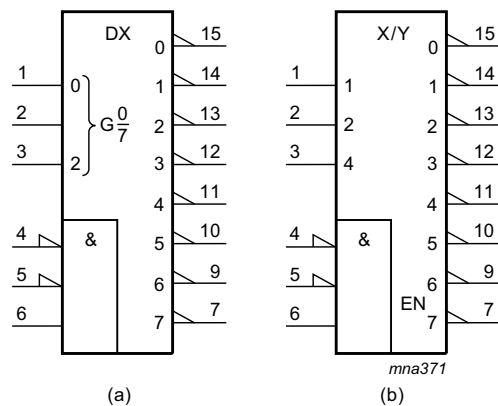 DX
X/Y
1 0 0 15
2 G 0/7 1 14
3 2 2 13
3 12
4 11
4 & 5 10
5 6 9
6 7 7
1 1 0 15
2 2 1 14
3 4 2 13
3 12
4 11
4 & 5 10
5 6 9
6 EN 7 7
mna371
(a)
(b)